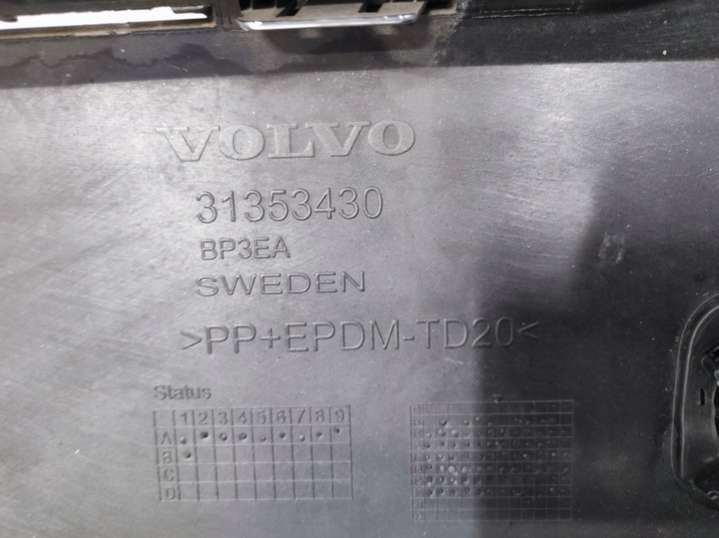 VOLVO
31353430
BP3EA
SWEDEN
>PP+EPDM-TD20<
Status
1 2 3 4 5 6 7 8 9
A
B
C
D